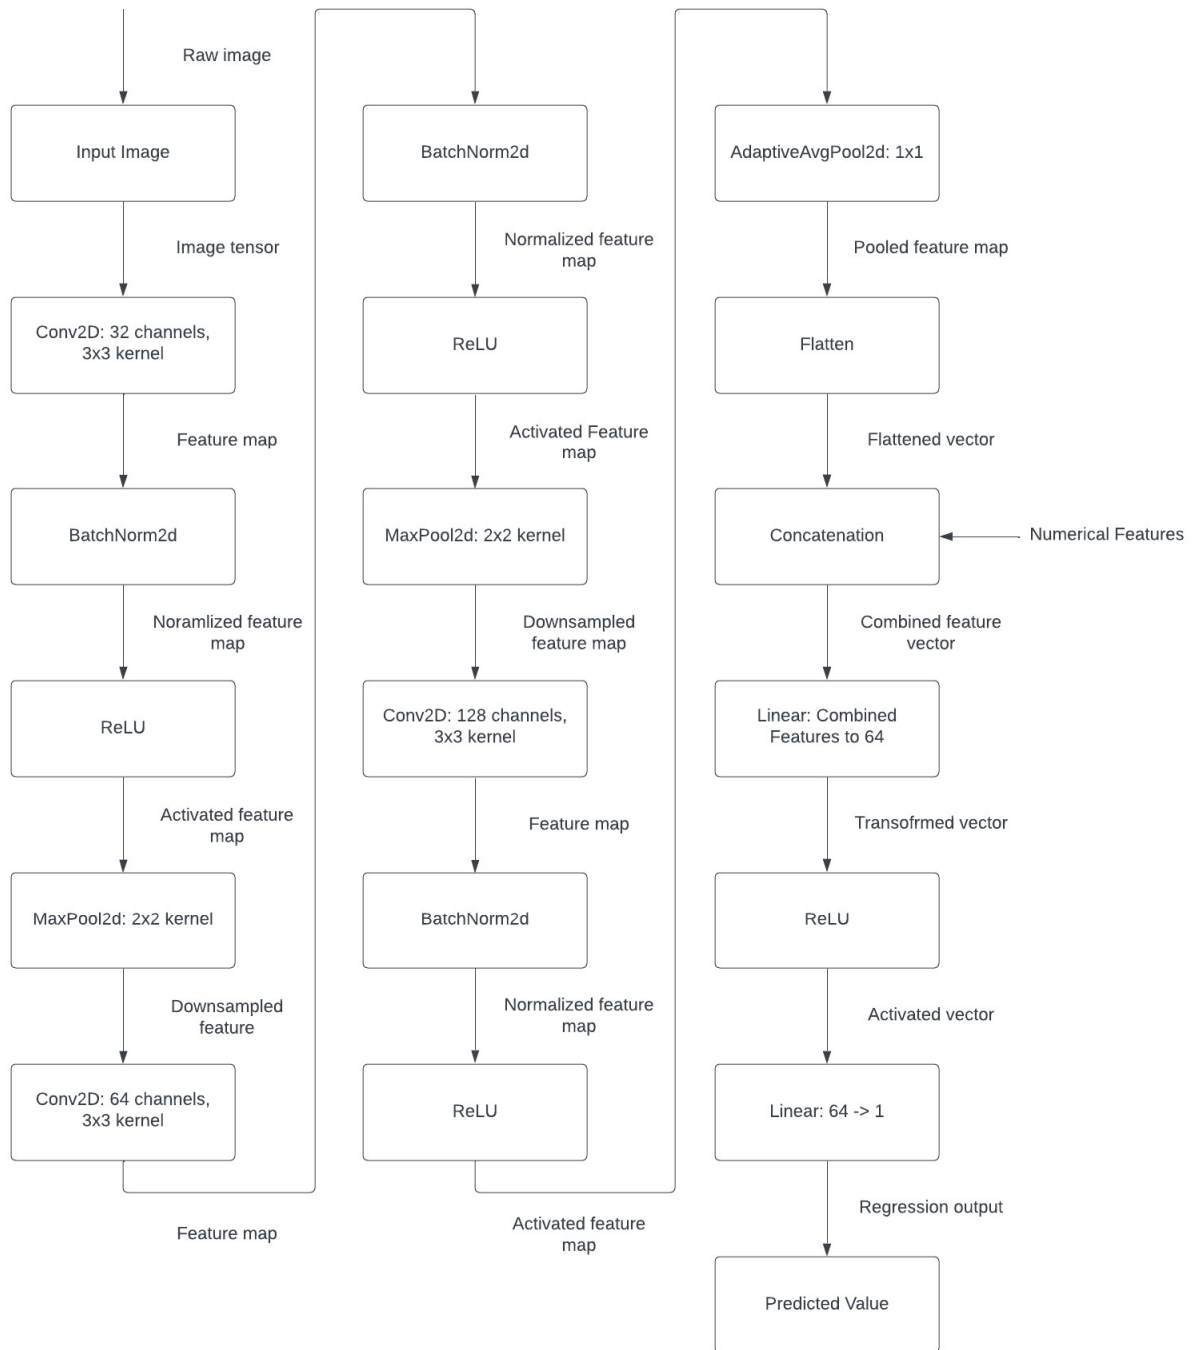 Raw image
Input Image
Image tensor
Conv2D: 32 channels,
3x3 kernel
Feature map
BatchNorm2d
Noramlized feature
map
ReLU
Activated feature
map
MaxPool2d: 2x2 kernel
Downsampled
feature
Conv2D: 64 channels,
3x3 kernel
Feature map
BatchNorm2d
Normalized feature
map
ReLU
Activated Feature
map
MaxPool2d: 2x2 kernel
Downsampled
feature map
Conv2D: 128 channels,
3x3 kernel
Feature map
BatchNorm2d
Normalized feature
map
ReLU
Activated feature
map
AdaptiveAvgPool2d: 1x1
Pooled feature map
Flatten
Flattened vector
Concatenation
Numerical Features
Combined feature
vector
Linear: Combined
Features to 64
Transofrmed vector
ReLU
Activated vector
Linear: 64 -> 1
Regression output
Predicted Value